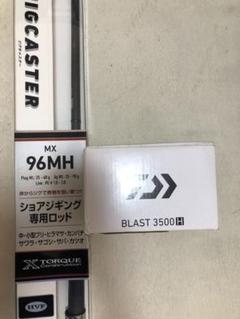 IGCASTER
MX
96MH
ショアジギング
専用ロッド
中・小型ブリ・ヒラマサ・カンパチ
サワラ・サゴシ・サバ・カツオ
X TORQUE
HVF
BLAST 3500H